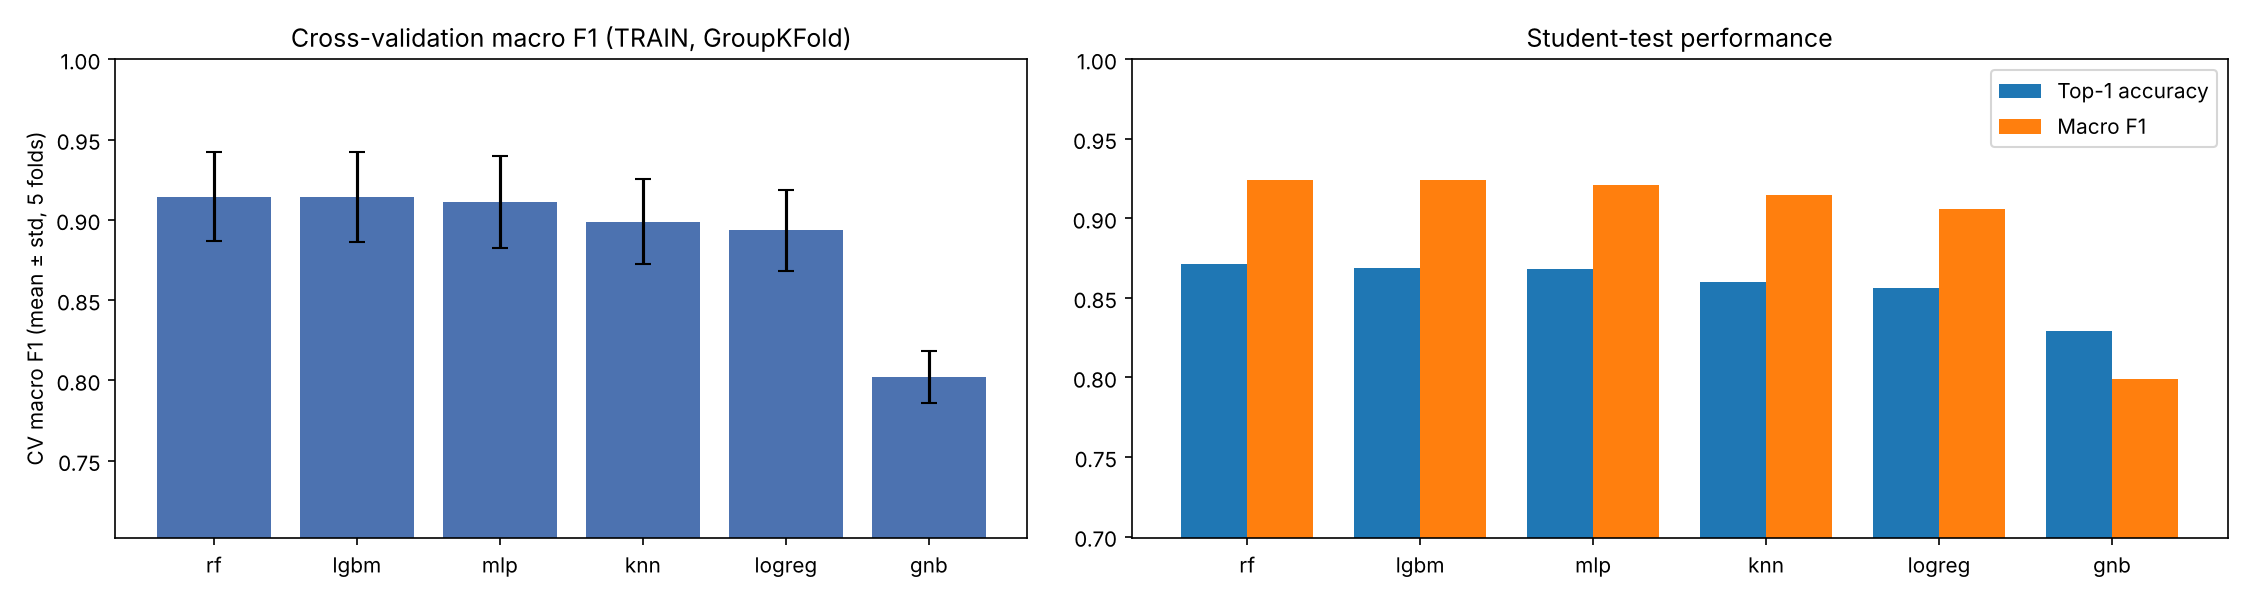 Cross-validation macro F1 (TRAIN, GroupKFold)
CV macro F1 (mean ± std, 5 folds)
1.00
0.95
0.90
0.85
0.80
0.75
rf lgbm mlp knn logreg gnb
Student-test performance
1.00
0.95
0.90
0.85
0.80
0.75
0.70
Top-1 accuracy
Macro F1
rf lgbm mlp knn logreg gnb